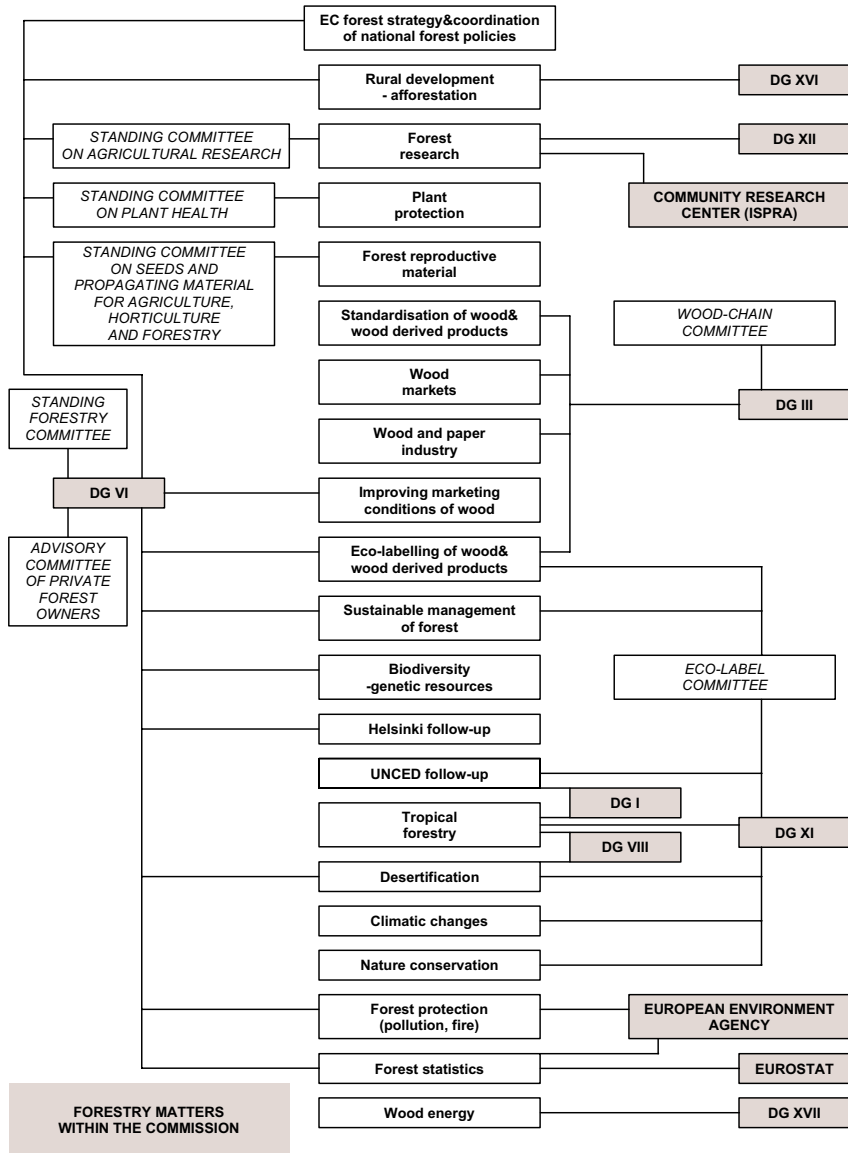 EC forest strategy&coordination
of national forest policies
Rural development
- afforestation
DG XVI
STANDING COMMITTEE
ON AGRICULTURAL RESEARCH
Forest
research
DG XII
STANDING COMMITTEE
ON PLANT HEALTH
Plant
protection
COMMUNITY RESEARCH
CENTER (ISPRA)
STANDING COMMITTEE
ON SEEDS AND
PROPAGATING MATERIAL
FOR AGRICULTURE,
HORTICULTURE
AND FORESTRY
Forest reproductive
material
Standardisation of wood&
wood derived products
WOOD-CHAIN
COMMITTEE
Wood
markets
STANDING
FORESTRY
COMMITTEE
DG III
Wood and paper
industry
DG VI
Improving marketing
conditions of wood
ADVISORY
COMMITTEE
OF PRIVATE
FOREST
OWNERS
Eco-labelling of wood&
wood derived products
Sustainable management
of forest
Biodiversity
-genetic resources
ECO-LABEL
COMMITTEE
Helsinki follow-up
UNCED follow-up
DG I
Tropical
forestry
DG XI
DG VIII
Desertification
Climatic changes
Nature conservation
Forest protection
(pollution, fire)
EUROPEAN ENVIRONMENT
AGENCY
Forest statistics
EUROSTAT
FORESTRY MATTERS
WITHIN THE COMMISSION
Wood energy
DG XVII